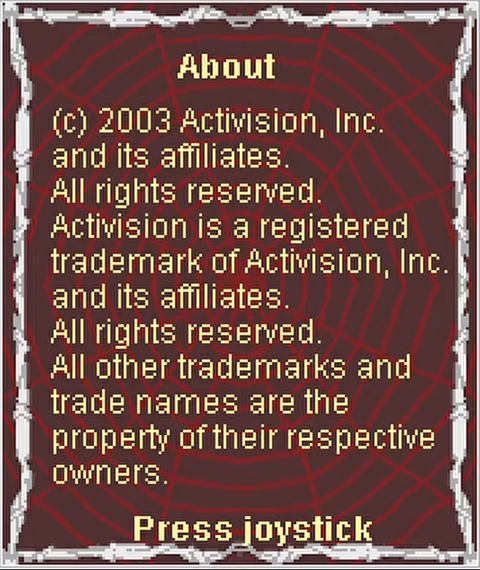 About
(c) 2003 Activision, Inc.
and its affiliates.
All rights reserved.
Activision is a registered
trademark of Activision, Inc.
and its affiliates.
All rights reserved.
All other trademarks and
trade names are the
property of their respective
owners.
Press joystick